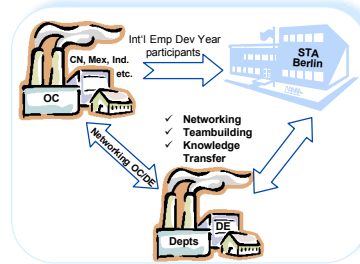 Int'l Emp Dev Year
participants
STA
Berlin
CN, Mex, Ind.
etc.
OC
✓ Networking
✓ Teambuilding
✓ Knowledge
Transfer
Networking OC/DE
DE
Depts